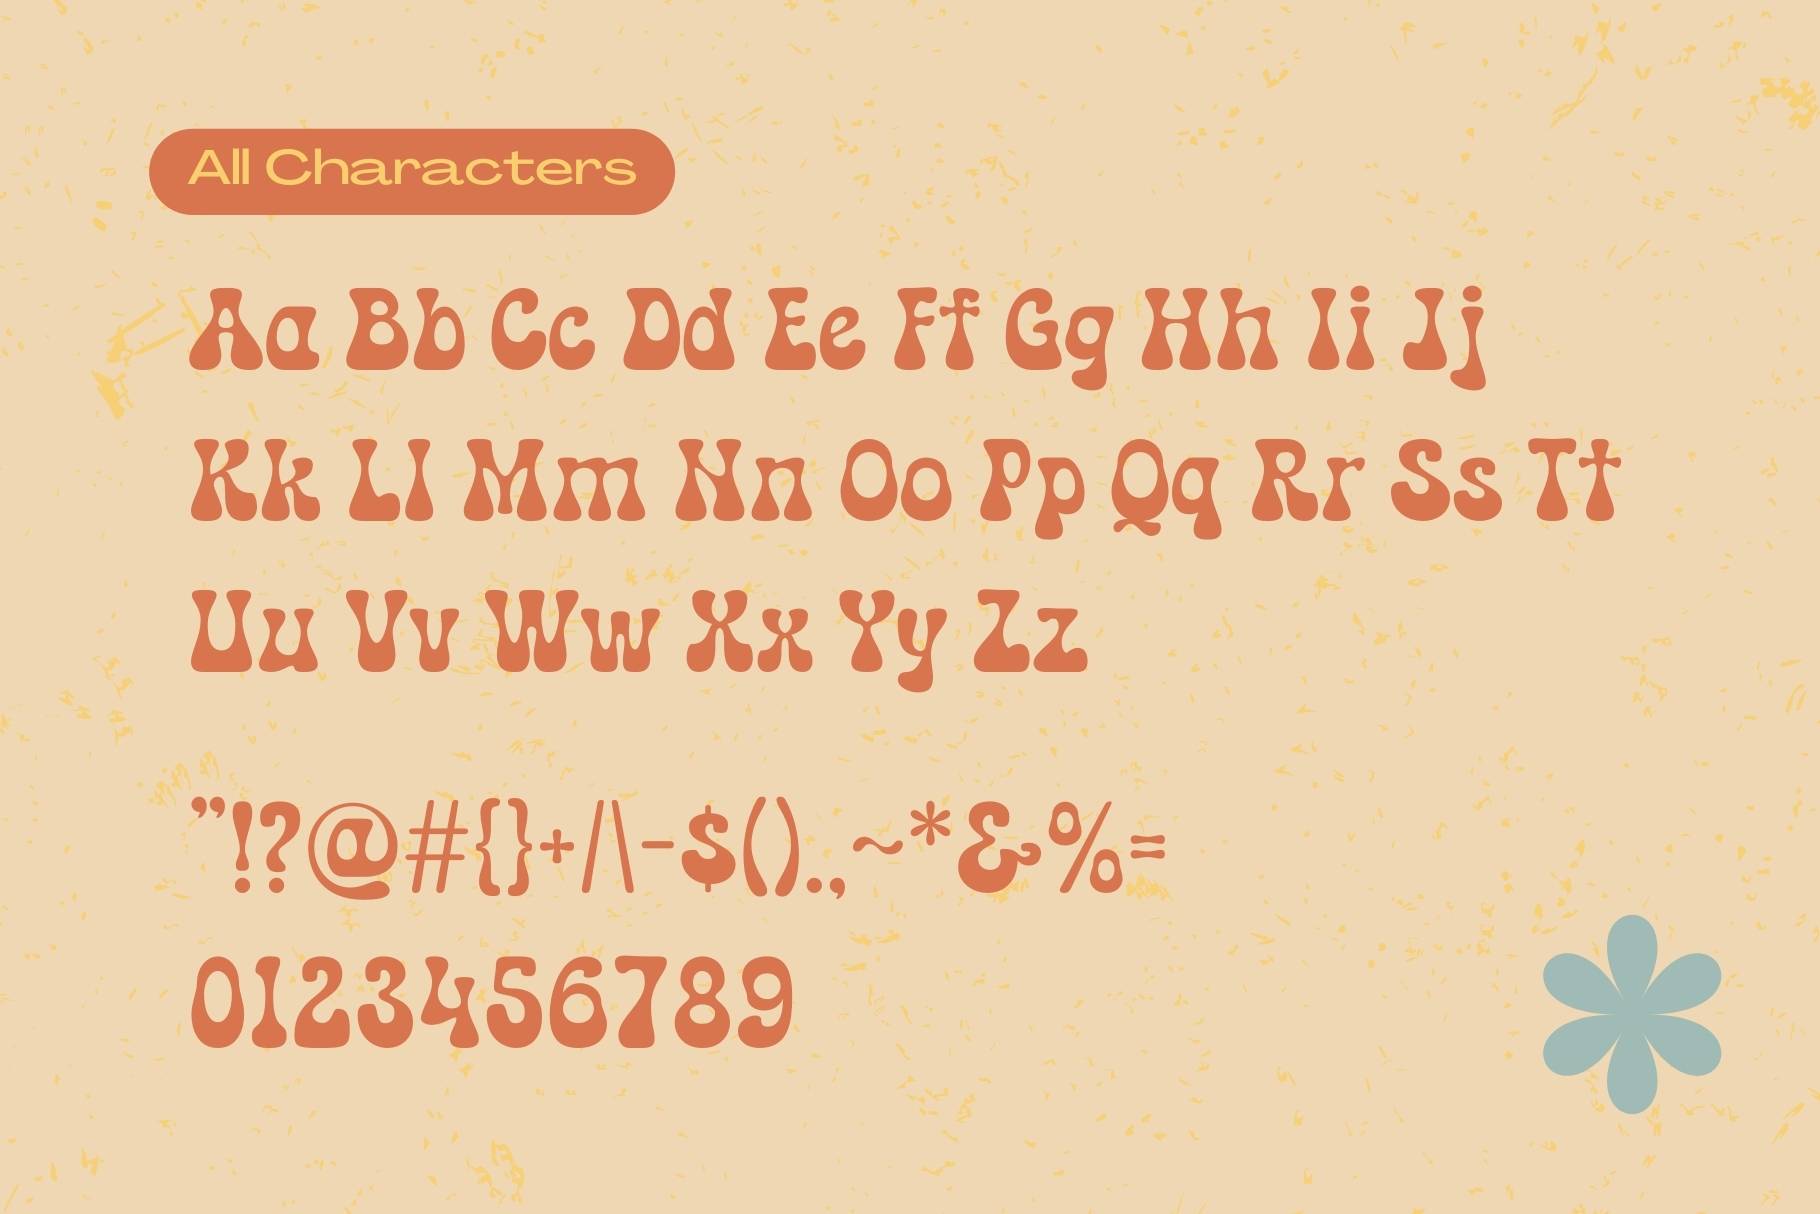 All Characters
Aa Bb Cc Dd Ee Ff Gg Hh Ii Jj
Kk Ll Mm Nn Oo Pp Qq Rr Ss Tt
Uu Vv Ww Xx Yy Zz
”!?@#{}+/\-$().,~*&%=
0123456789